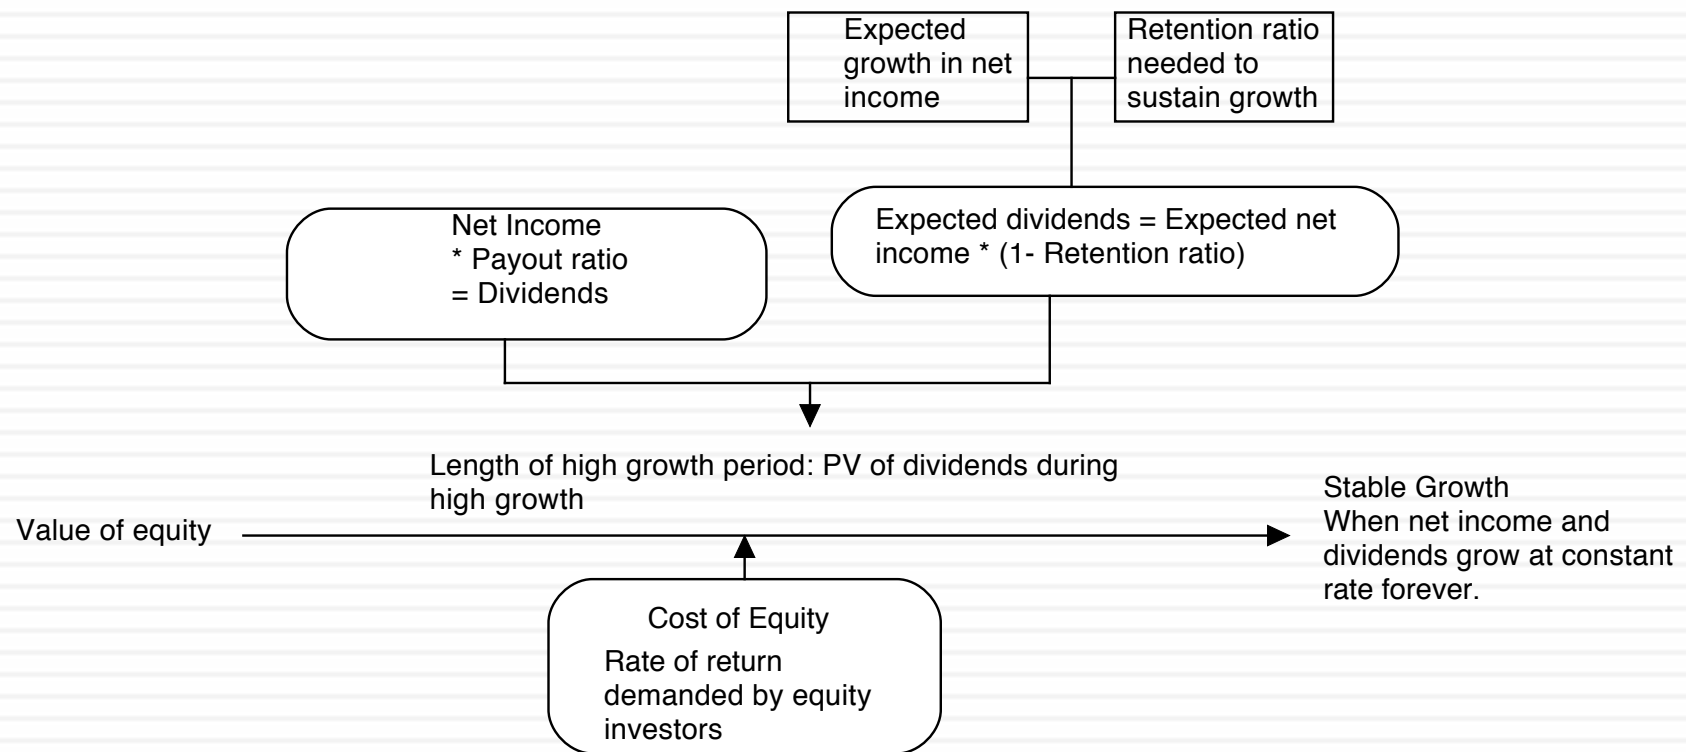 Expected
growth in net
income
Retention ratio
needed to
sustain growth
Net Income
* Payout ratio
= Dividends
Expected dividends = Expected net
income * (1- Retention ratio)
Length of high growth period: PV of dividends during
high growth
Value of equity
Stable Growth
When net income and
dividends grow at constant
rate forever.
Cost of Equity
Rate of return
demanded by equity
investors